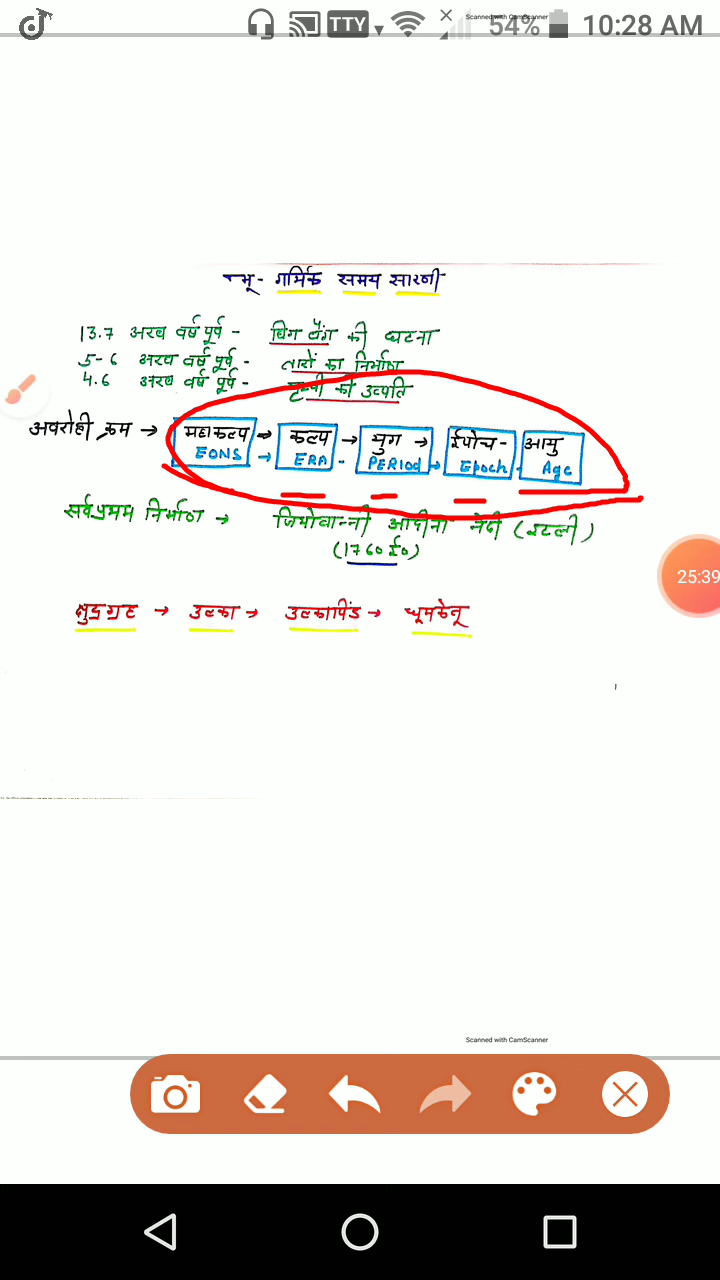 Scanned with CamScanner
TTY 54% 10:28 AM
भू- गर्भिक समय सारणी
13.7 अरब वर्ष पूर्व - बिग बैंग की घटना
5-6 अरब वर्ष पूर्व - तारों का निर्माण
4.6 अरब वर्ष पूर्व - पृथ्वी की उत्पति
अवरोही क्रम → महाकल्प → कल्प → युग → ईपोच - आयु
EONS → ERA - PERIOD → Epoch - Age
सर्वप्रथम निर्माण → जियोवान्नी आर्दीना नदी (इटली)
(1760 ई०)
25:39
क्षुद्रग्रह → उल्का → उल्कापिंड → धूमकेतू
Scanned with CamScanner